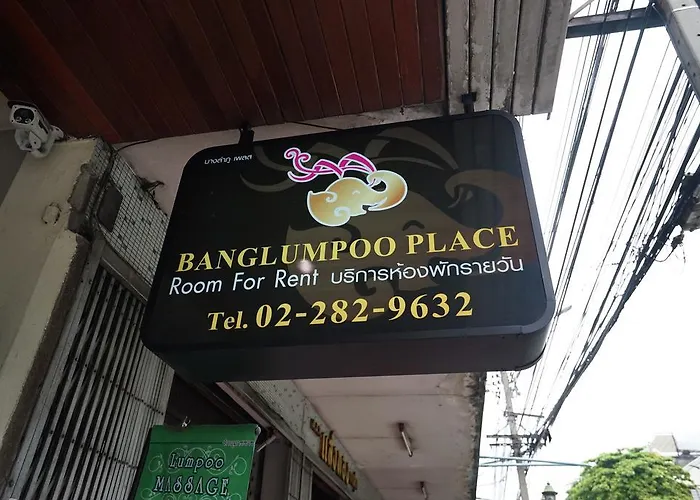 บางลำภู เพลส
BANGLUMPOO PLACE
Room For Rent บริการห้องพักรายวัน
Tel. 02-282-9632
Lumpoo
MASSAGE